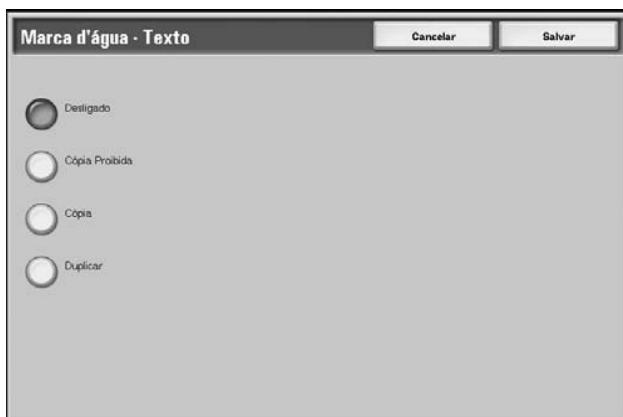 Marca d'água - Texto
Cancelar
Salvar
Desligado
Cópia Proibida
Cópia
Duplicar